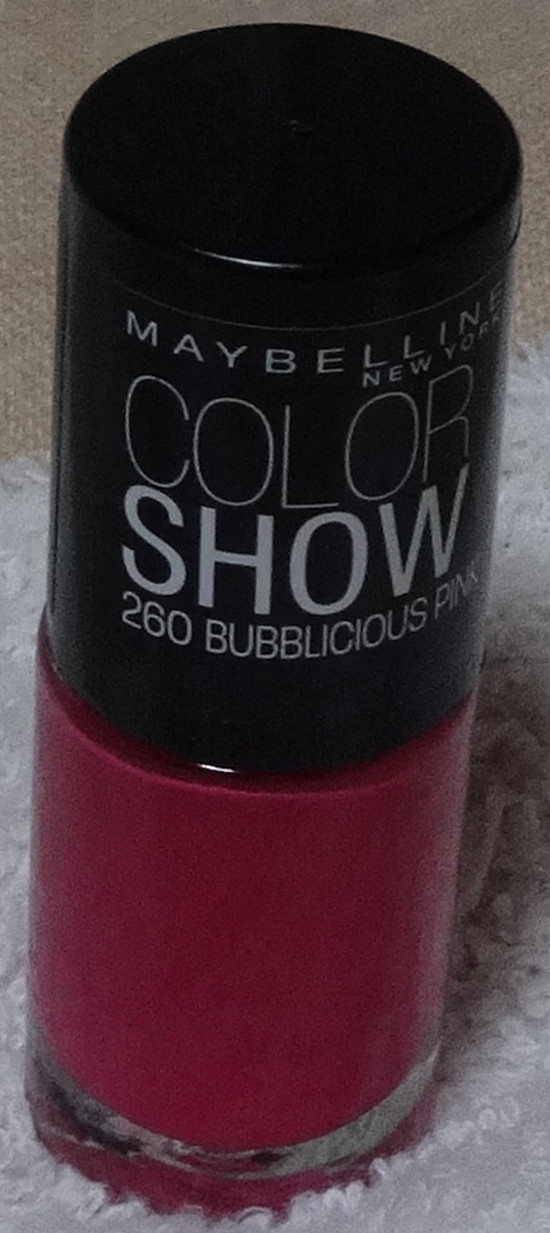 MAYBELLINE
NEW YORK
COLOR
SHOW
260 BUBBLICIOUS PINK